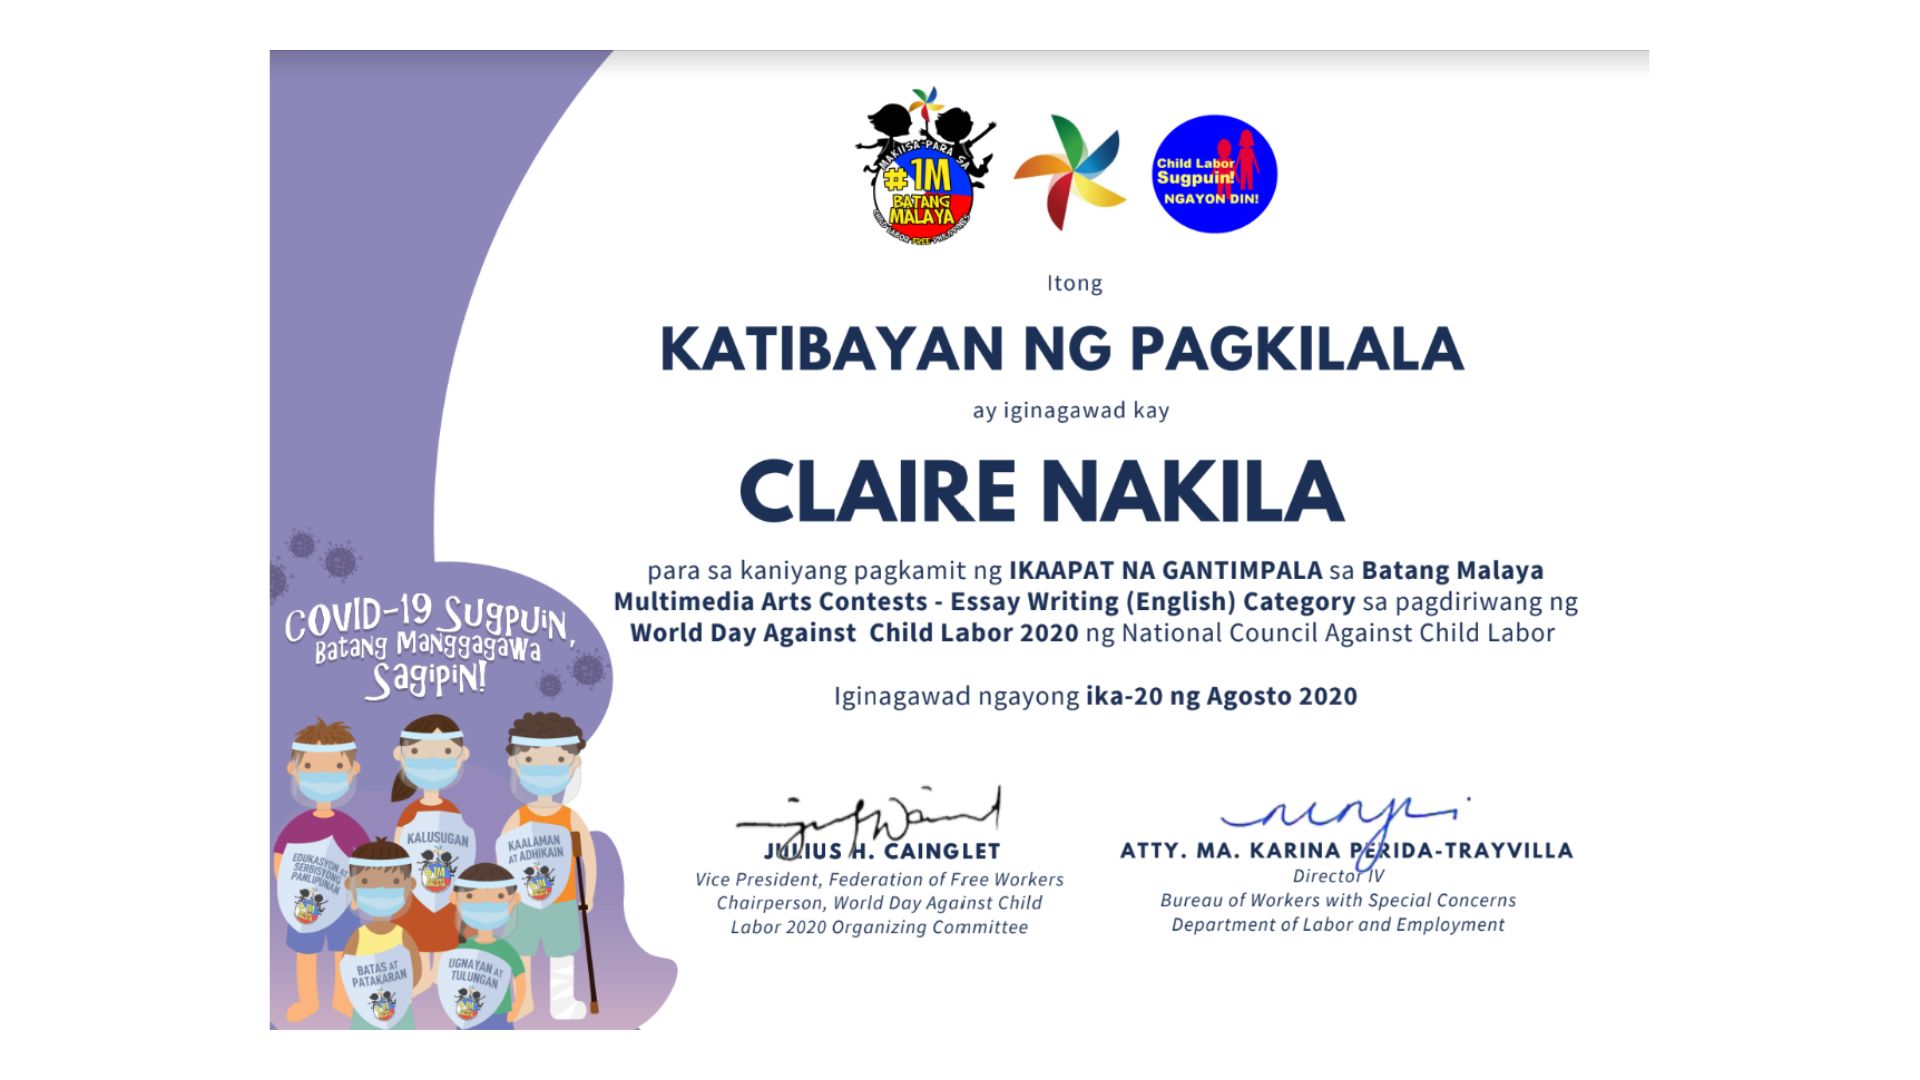 MAKIISA PARA SA
#1M
BATANG
MALAYA
CHILD LABOR FREE PHILIPPINES
Child Labor
Sugpuin!
NGAYON DIN!
Itong
KATIBAYAN NG PAGKILALA
ay iginagawad kay
CLAIRE NAKILA
para sa kaniyang pagkamit ng IKAAPAT NA GANTIMPALA sa Batang Malaya
Multimedia Arts Contests - Essay Writing (English) Category sa pagdiriwang ng
World Day Against Child Labor 2020 ng National Council Against Child Labor
Iginagawad ngayong ika-20 ng Agosto 2020
JULIUS H. CAINGLET
Vice President, Federation of Free Workers
Chairperson, World Day Against Child
Labor 2020 Organizing Committee
ATTY. MA. KARINA PERIDA-TRAYVILLA
Director IV
Bureau of Workers with Special Concerns
Department of Labor and Employment
COVID-19 Sugpuin,
Batang Manggagawa
Sagipin!
EDUKASYON AT
SERBISYONG
PANLIPUNAN
KALUSUGAN
KAALAMAN
AT ADHIKAIN
BATAS AT
PATAKARAN
UGNAYAN AT
TULUNGAN